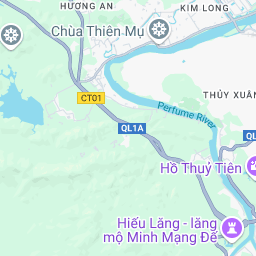 HƯƠNG AN
KIM LONG
Chùa Thiên Mụ
THỦY XUÂN
CT01
Perfume River
QL1A
QL
Hồ Thuỷ Tiên
Hiếu Lăng - lăng
mộ Minh Mạng Đế